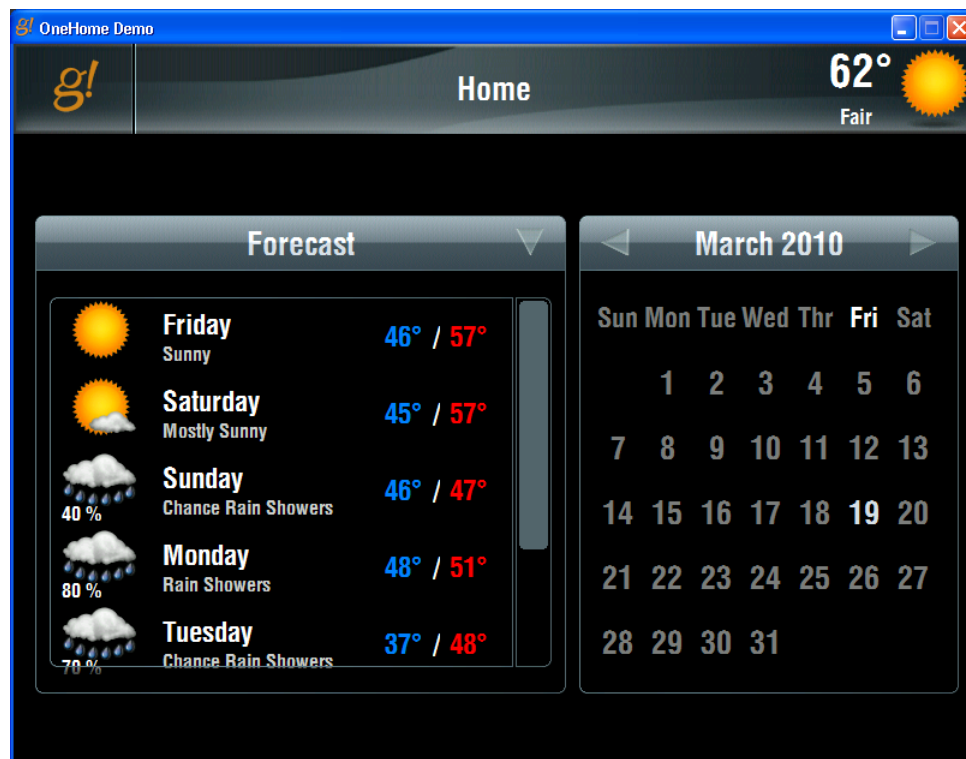 g! OneHome Demo
g!
Home
62°
Fair
Forecast
Friday
Sunny
46° / 57°
Saturday
Mostly Sunny
45° / 57°
40 %
Sunday
Chance Rain Showers
46° / 47°
80 %
Monday
Rain Showers
48° / 51°
70 %
Tuesday
Chance Rain Showers
37° / 48°
March 2010
Sun Mon Tue Wed Thr Fri Sat
1 2 3 4 5 6
7 8 9 10 11 12 13
14 15 16 17 18 19 20
21 22 23 24 25 26 27
28 29 30 31